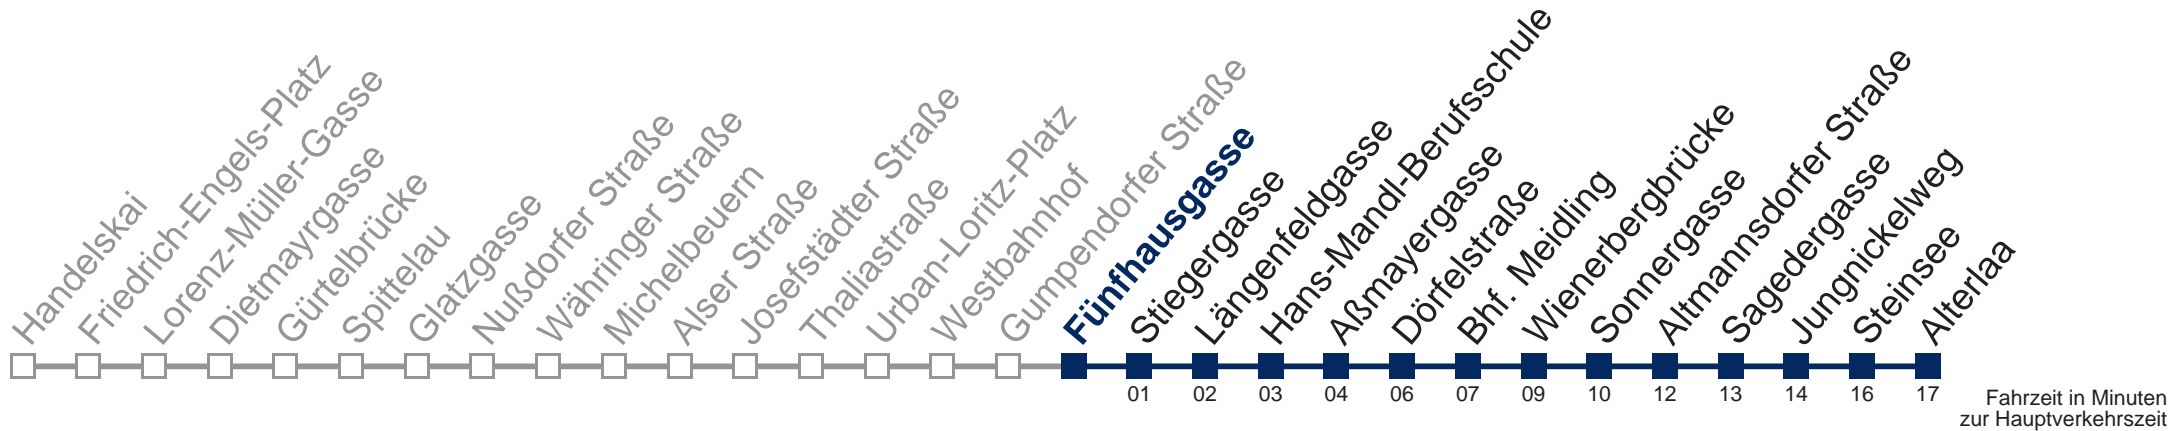 Handelskai
Friedrich-Engels-Platz
Lorenz-Müller-Gasse
Dietmayrgasse
Gürtelbrücke
Spittelau
Glatzgasse
Nußdorfer Straße
Währinger Straße
Michelbeuern
Alser Straße
Josefstädter Straße
Thaliastraße
Urban-Loritz-Platz
Westbahnhof
Gumpendorfer Straße
Fünfhausgasse
Stiegergasse
Längenfeldgasse
Hans-Mandl-Berufsschule
Aßmayergasse
Dörfelstraße
Bhf. Meidling
Wienerbergbrücke
Sonnergasse
Altmannsdorfer Straße
Sagedergasse
Jungnickelweg
Steinsee
Alterlaa
01 02 03 04 06 07 09 10 12 13 14 16 17
Fahrzeit in Minuten
zur Hauptverkehrszeit